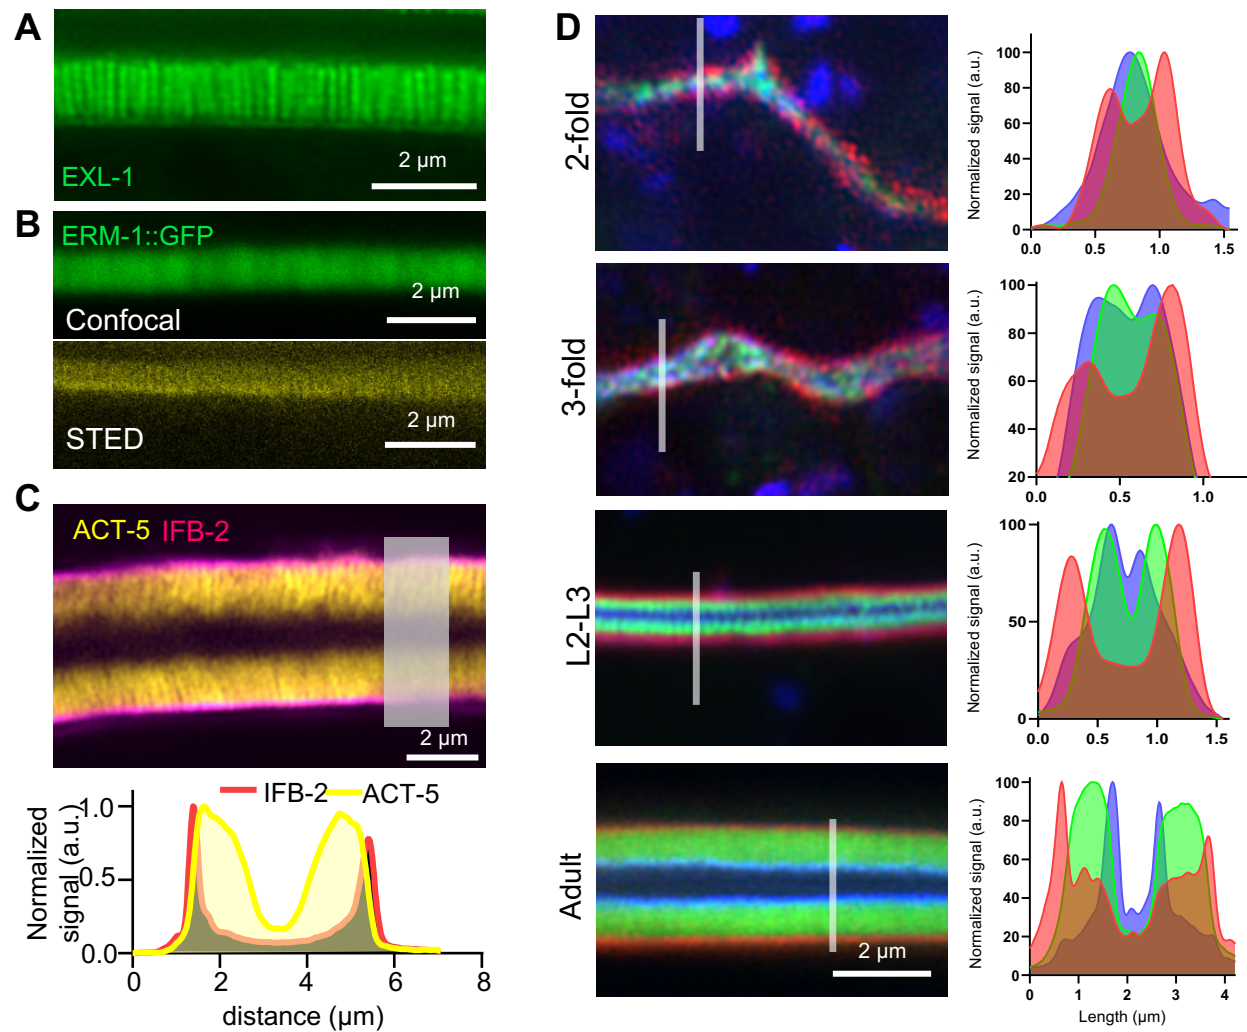 A
EXL-1
2 µm
B
ERM-1::GFP
2 µm
Confocal
STED
2 µm
C
ACT-5 IFB-2
2 µm
IFB-2 ACT-5
Normalized
signal (a.u.)
1.0
0.5
0.0
0 2 4 6 8
distance (µm)
D
2-fold
Normalized signal (a.u.)
100
80
60
40
20
0
0.0 0.5 1.0 1.5
3-fold
Normalized signal (a.u.)
100
80
60
40
20
0.0 0.5 1.0
L2-L3
Normalized signal (a.u.)
100
50
0
0.0 0.5 1.0 1.5
Adult
2 µm
Normalized signal (a.u.)
100
80
60
40
20
0
0 1 2 3 4
Length (µm)